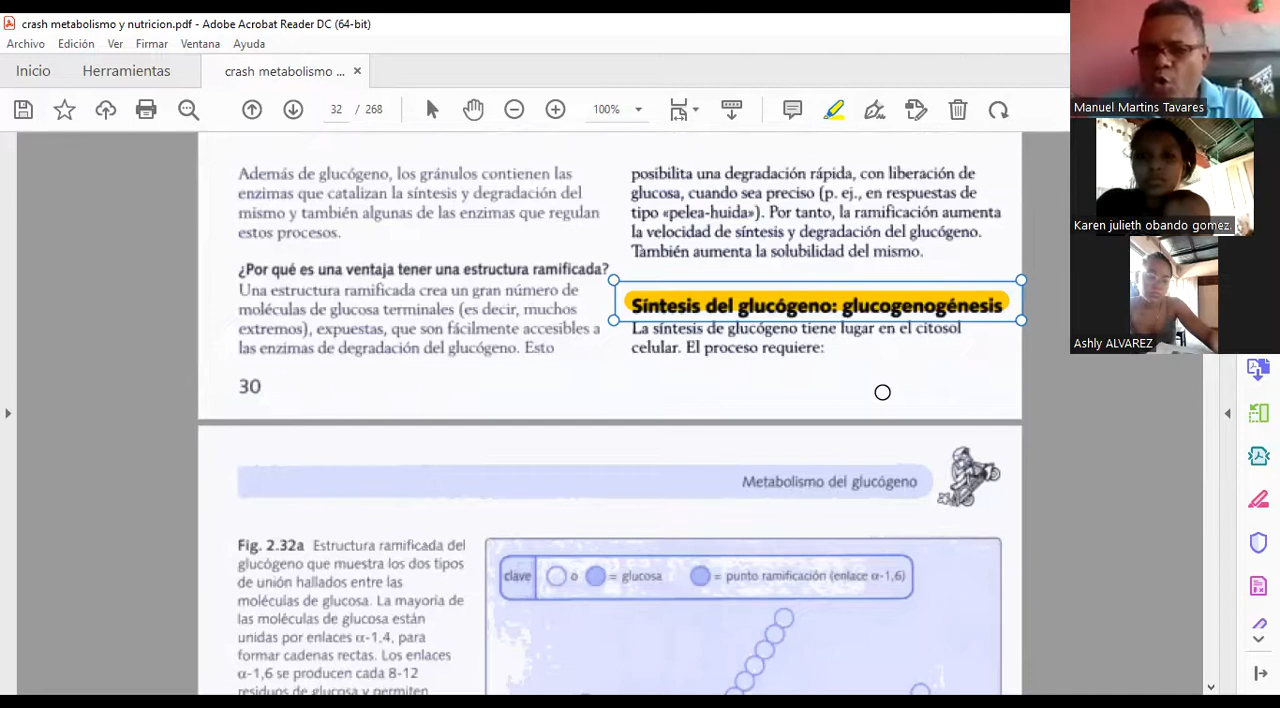 crash metabolismo y nutricion.pdf - Adobe Acrobat Reader DC (64-bit)
Archivo Edición Ver Firmar Ventana Ayuda
Inicio Herramientas crash metabolismo ... ×
32 / 268 100%
Además de glucógeno, los gránulos contienen las
enzimas que catalizan la síntesis y degradación del
mismo y también algunas de las enzimas que regulan
estos procesos.
¿Por qué es una ventaja tener una estructura ramificada?
Una estructura ramificada crea un gran número de
moléculas de glucosa terminales (es decir, muchos
extremos), expuestas, que son fácilmente accesibles a
las enzimas de degradación del glucógeno. Esto
30
posibilita una degradación rápida, con liberación de
glucosa, cuando sea preciso (p. ej., en respuestas de
tipo «pelea-huida»). Por tanto, la ramificación aumenta
la velocidad de síntesis y degradación del glucógeno.
También aumenta la solubilidad del mismo.
Síntesis del glucógeno: glucogenogénesis
La síntesis de glucógeno tiene lugar en el citosol
celular. El proceso requiere:
Metabolismo del glucógeno
Fig. 2.32a Estructura ramificada del
glucógeno que muestra los dos tipos
de unión hallados entre las
moléculas de glucosa. La mayoría de
las moléculas de glucosa están
unidas por enlaces α-1,4, para
formar cadenas rectas. Los enlaces
α-1,6 se producen cada 8-12
residuos de glucosa y permiten
clave o = glucosa = punto ramificación (enlace α-1,6)
Manuel Martins Tavares
Karen julieth obando gomez.
Ashly ALVAREZ